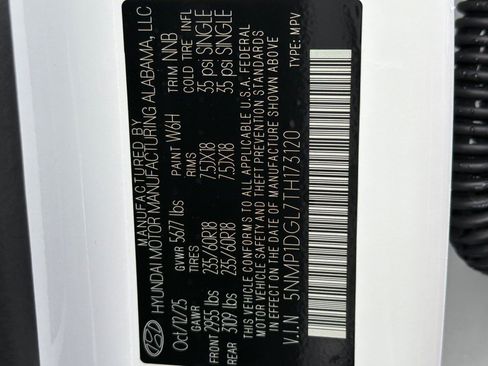 MANUFACTURED BY
HYUNDAI MOTOR MANUFACTURING ALABAMA, LLC
Oct/12/25 GVWR 5677 lbs PAINT W6H TRIM NNB
GAWR TIRES RIMS COLD TIRE INFL
FRONT 2955 lbs 235/60R18 7.5JX18 35 psi SINGLE
REAR 3109 lbs 235/60R18 7.5JX18 35 psi SINGLE
THIS VEHICLE CONFORMS TO ALL APPLICABLE U.S.A. FEDERAL
MOTOR VEHICLE SAFETY AND THEFT PREVENTION STANDARDS
IN EFFECT ON THE DATE OF MANUFACTURE SHOWN ABOVE
V.I.N 5NMP1DGL7TH173120 TYPE: MPV